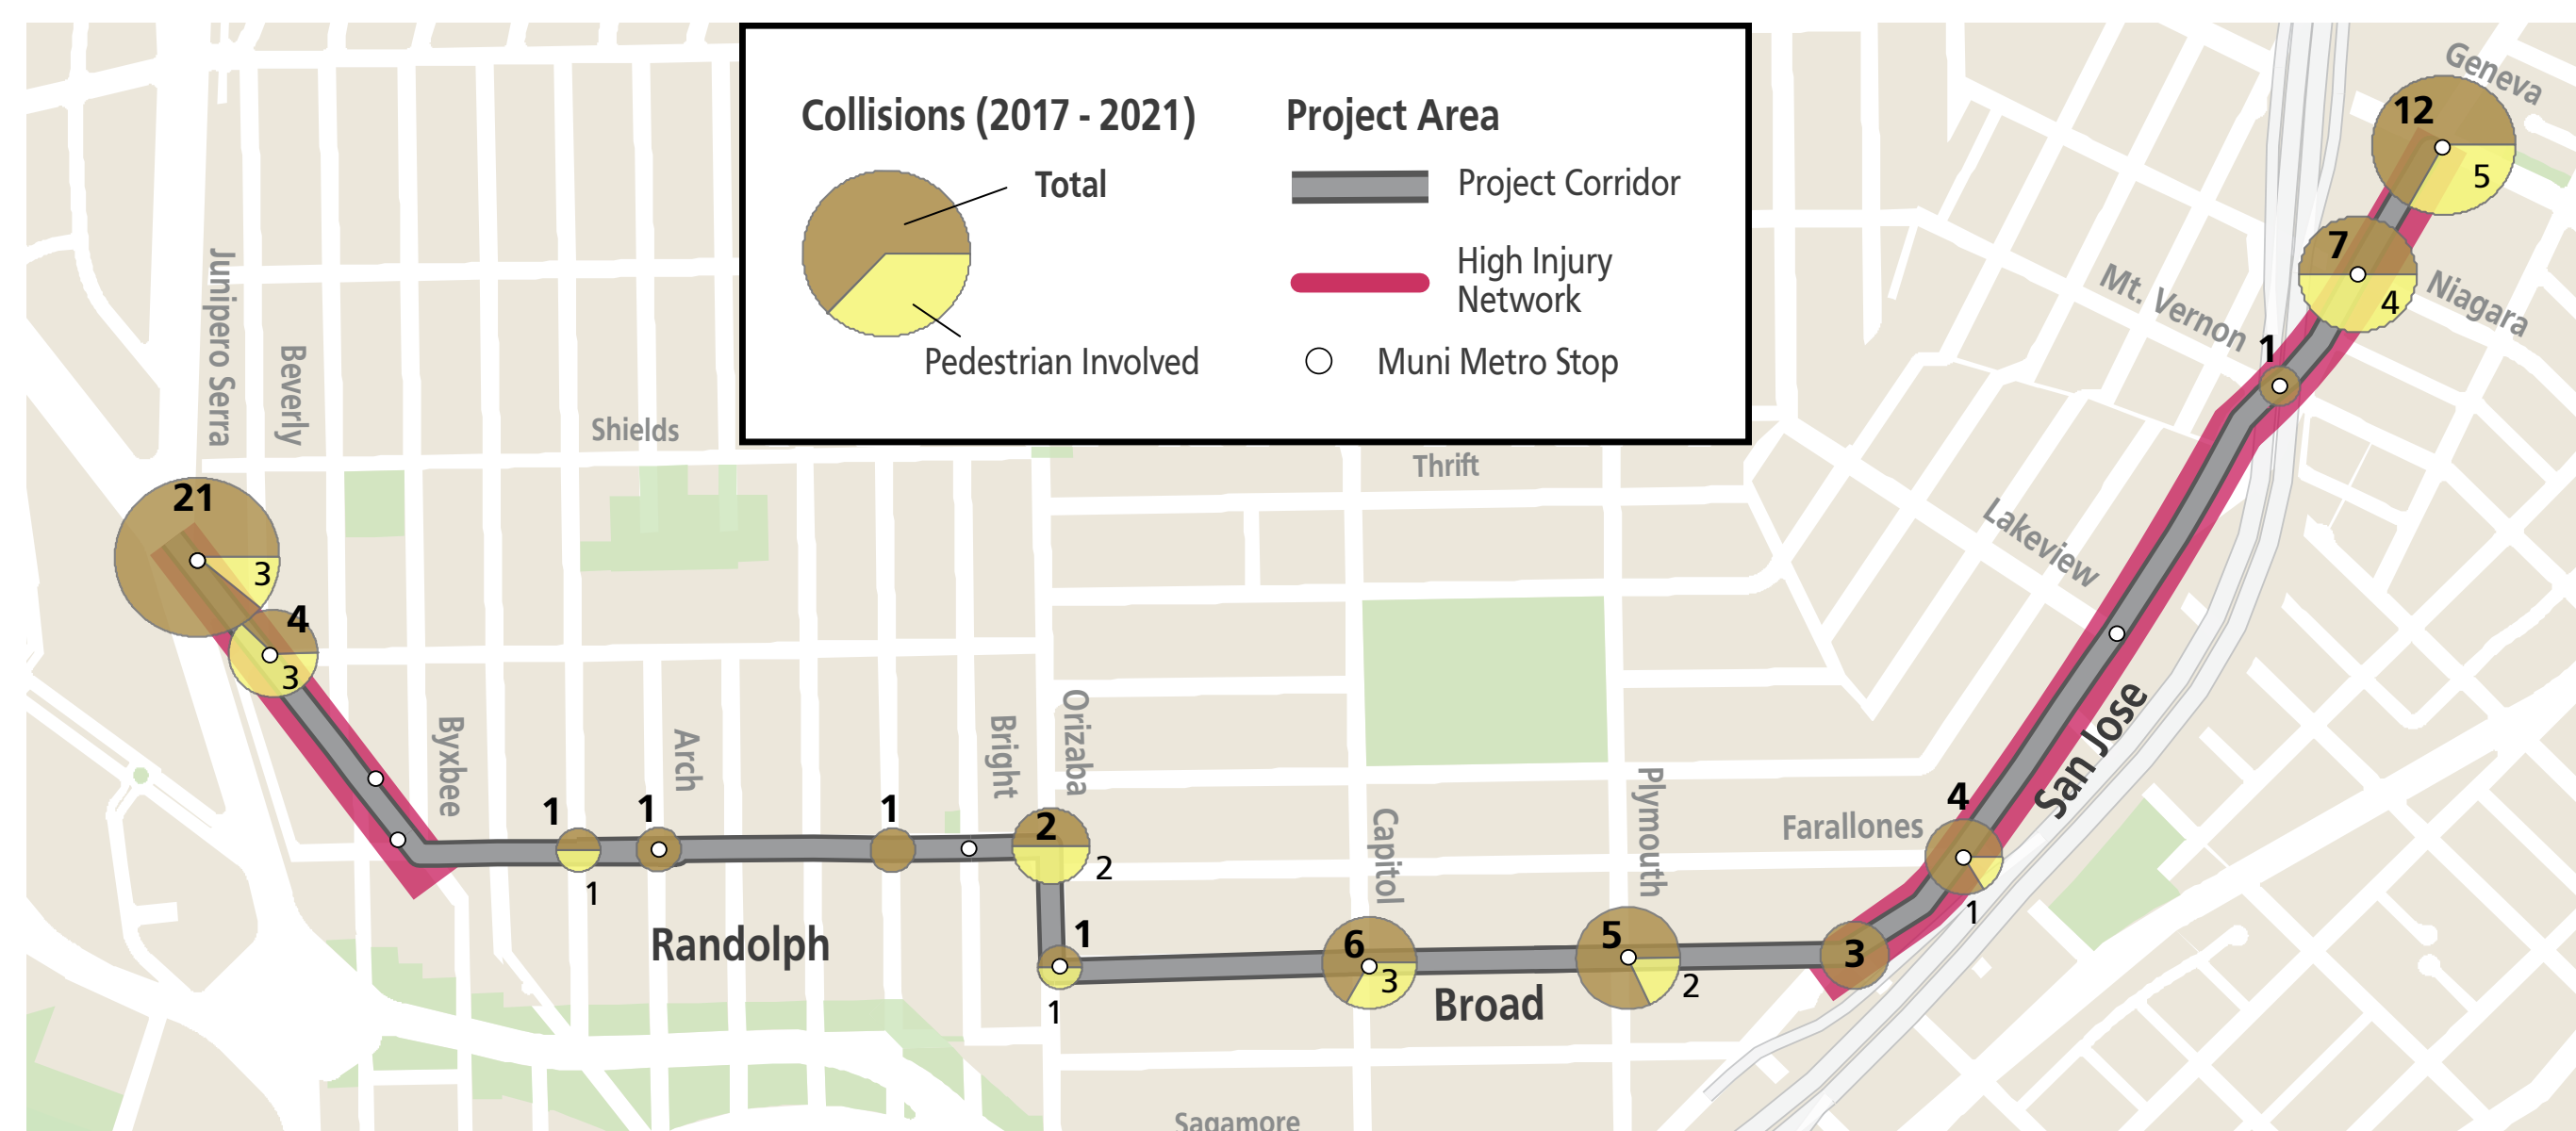 Collisions (2017 - 2021)
Total
Pedestrian Involved
Project Area
Project Corridor
High Injury
Network
Muni Metro Stop
Geneva
12
5
7
4
Niagara
Mt. Vernon
1
Junipero Serra
Beverly
Shields
Thrift
Lakeview
21
3
4
3
Byxbee
Arch
Bright
Orizaba
San Jose
1
1
1
1
2
2
Capitol
Plymouth
Farallones
4
1
Randolph
1
1
6
3
Broad
5
2
3
Sagamore